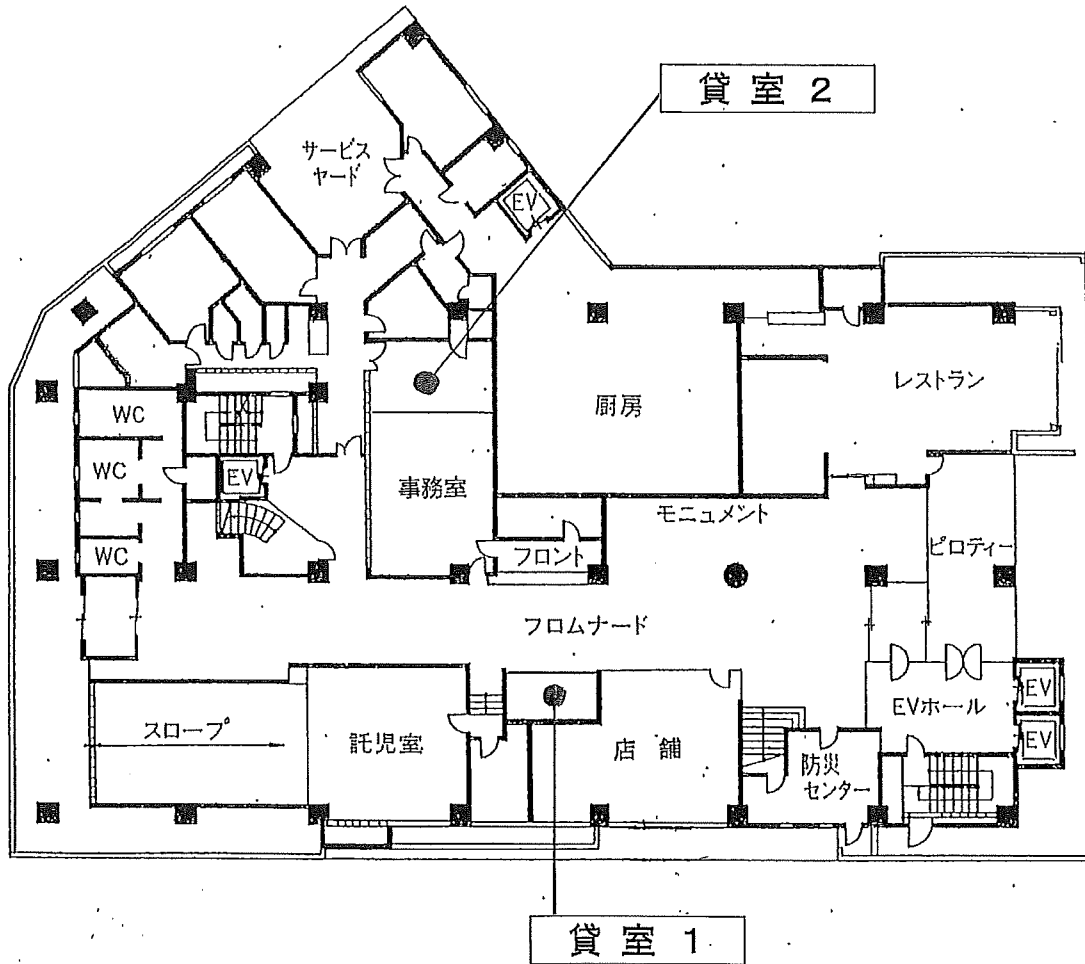 貸室 2
サービス
ヤード
EV
レストラン
WC
厨房
WC
EV
事務室
モニュメント
WC
フロント
ピロティー
フロムナード
EV
EVホール
スロープ
託児室
店舗
防災
センター
EV
貸室 1